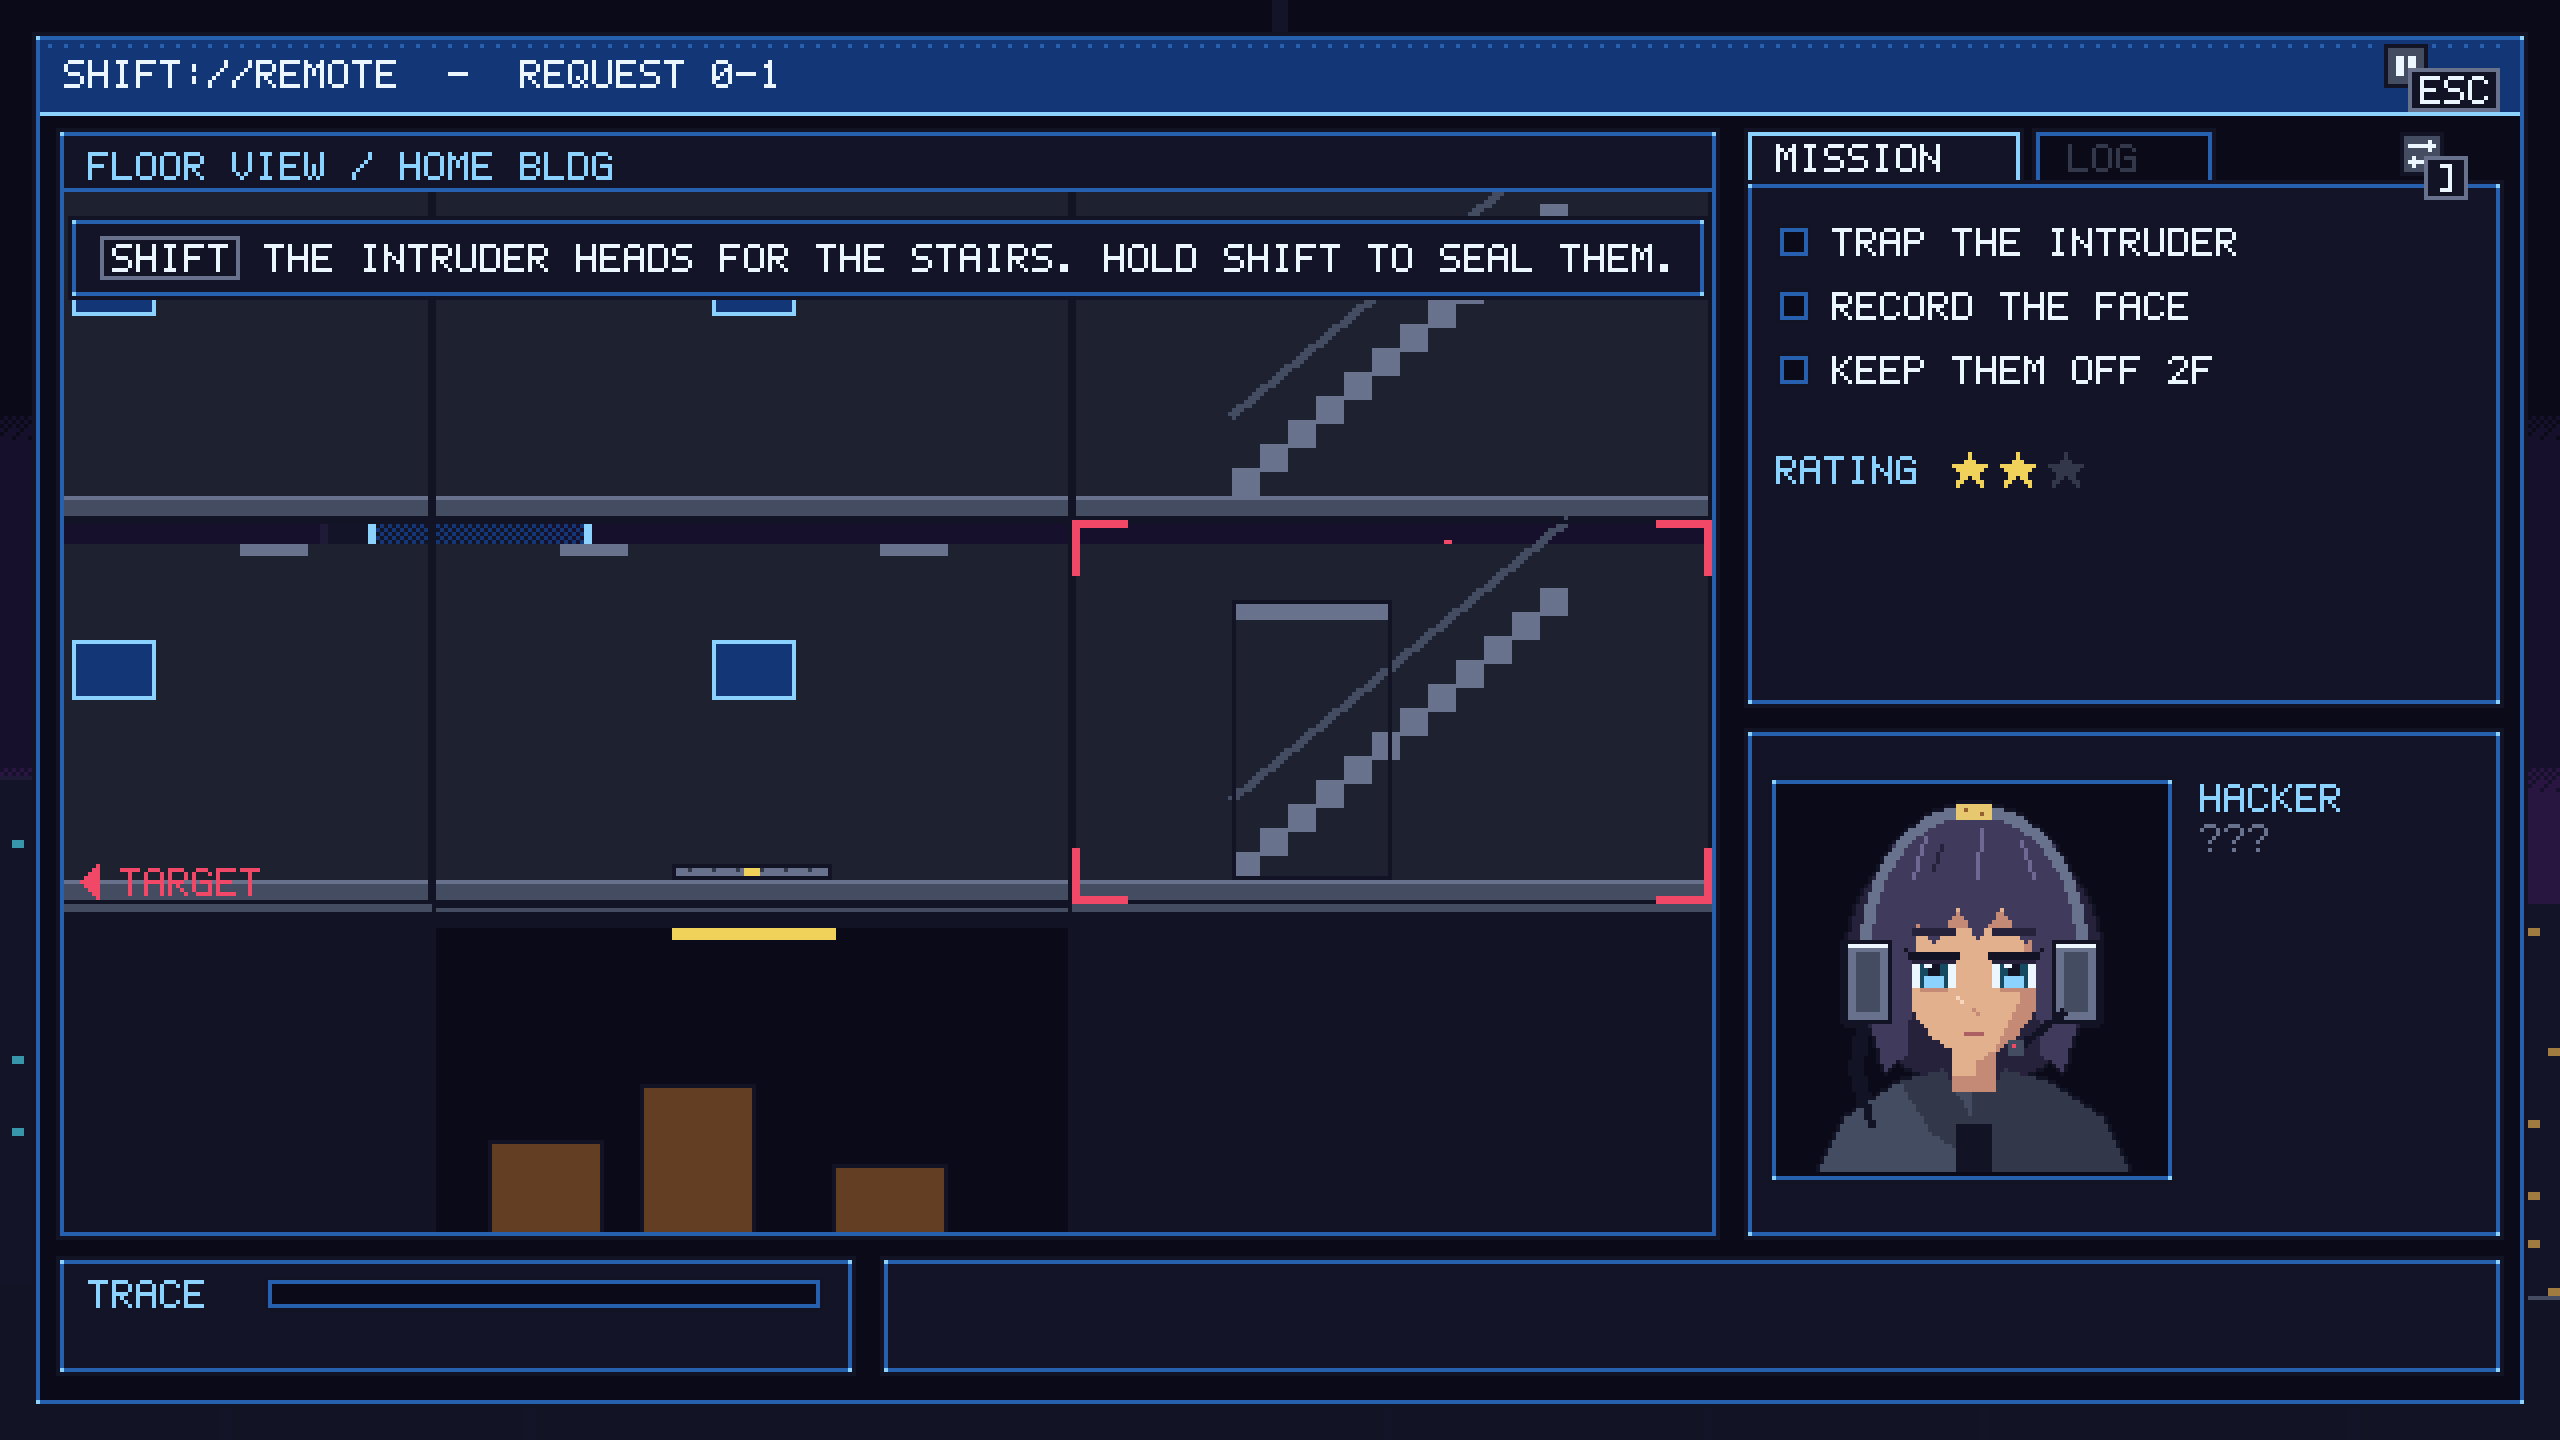 SHIFT://REMOTE - REQUEST 0-1
ESC
FLOOR VIEW / HOME BLDG
SHIFT THE INTRUDER HEADS FOR THE STAIRS. HOLD SHIFT TO SEAL THEM.
TARGET
MISSION
LOG
]
TRAP THE INTRUDER
RECORD THE FACE
KEEP THEM OFF 2F
RATING
HACKER
???
TRACE